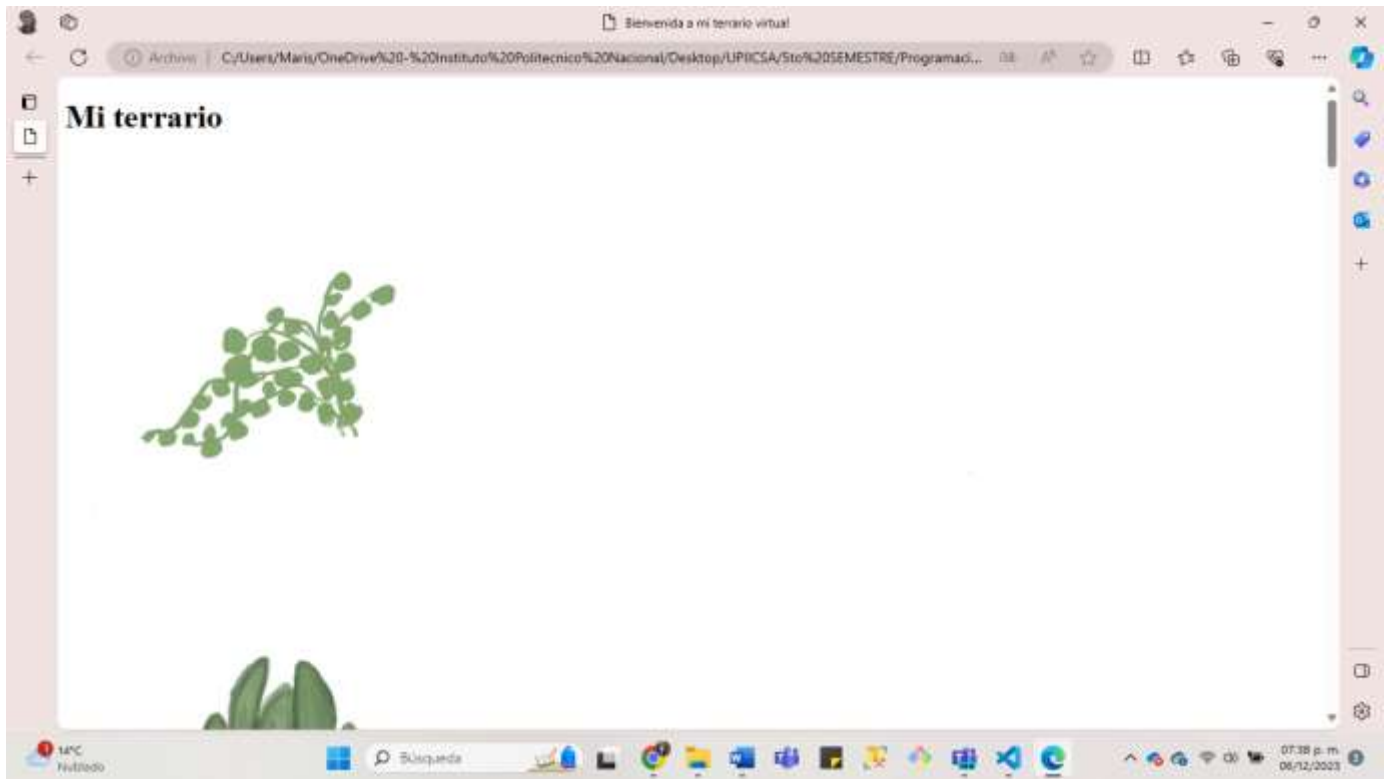 Bienvenida a mi terrario virtual
Archivo | C:/Users/Maris/OneDrive%20-%20Instituto%20Politecnico%20Nacional/Desktop/UPIICSA/5to%20SEMESTRE/Programaci...
Mi terrario
14°C
Nublado
Búsqueda
07:38 p. m.
06/12/2023